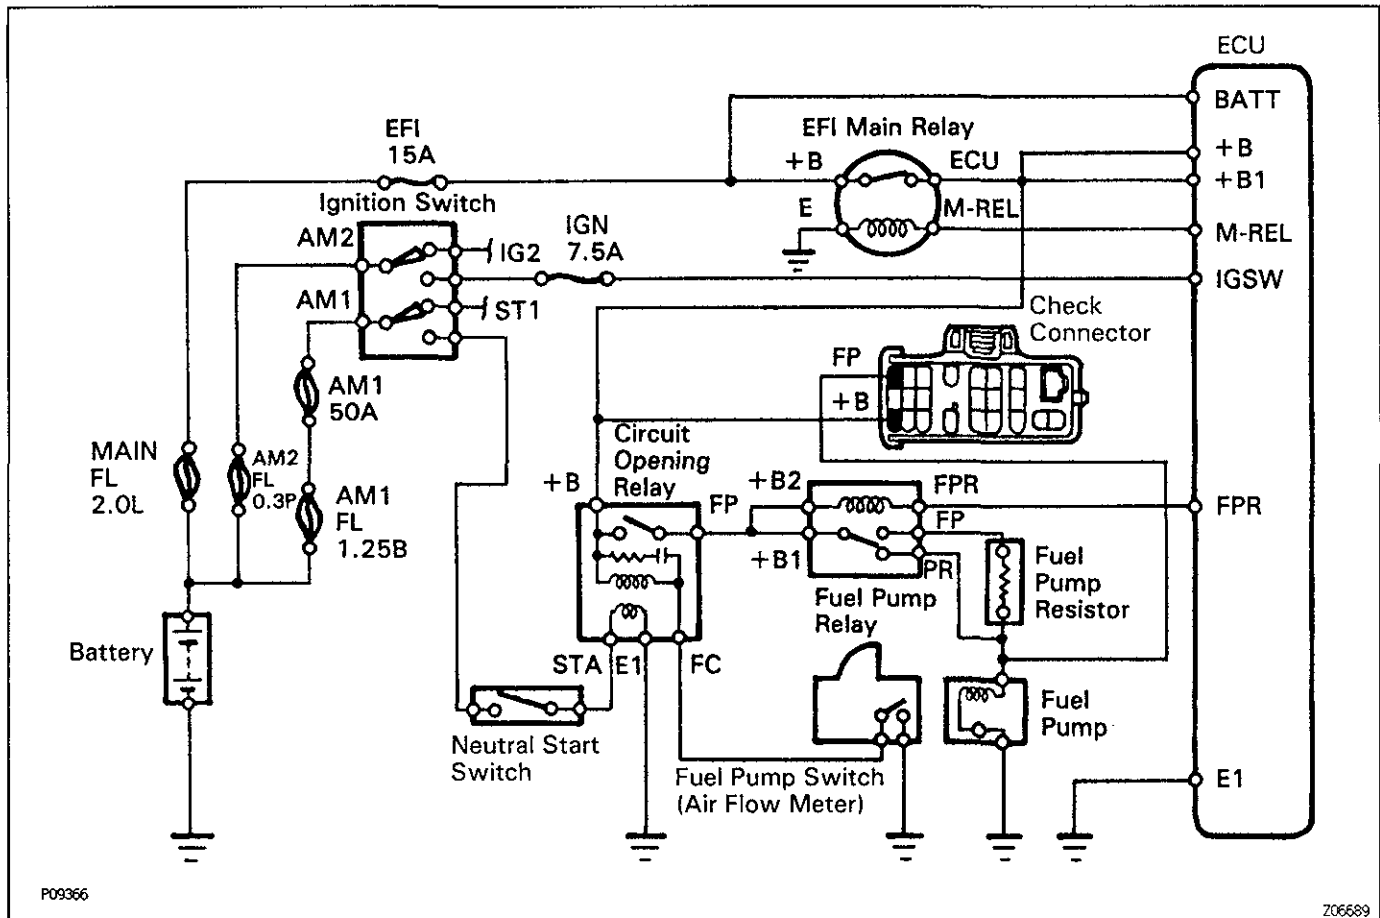 ECU
BATT
EFI
15A
EFI Main Relay
+B
ECU
+B
+B1
Ignition Switch
E
M-REL
M-REL
AM2
IG2
IGN
7.5A
IGSW
AM1
ST1
Check
Connector
FP
+B
AM1
50A
MAIN
FL
2.0L
AM2
FL
0.3P
AM1
FL
1.25B
Circuit
Opening
Relay
+B
FP
+B2
FPR
FPR
FP
+B1
PR
Fuel
Pump
Resistor
Fuel Pump
Relay
Battery
STA
E1
FC
Neutral Start
Switch
Fuel Pump Switch
(Air Flow Meter)
Fuel
Pump
E1
P09366
Z06689